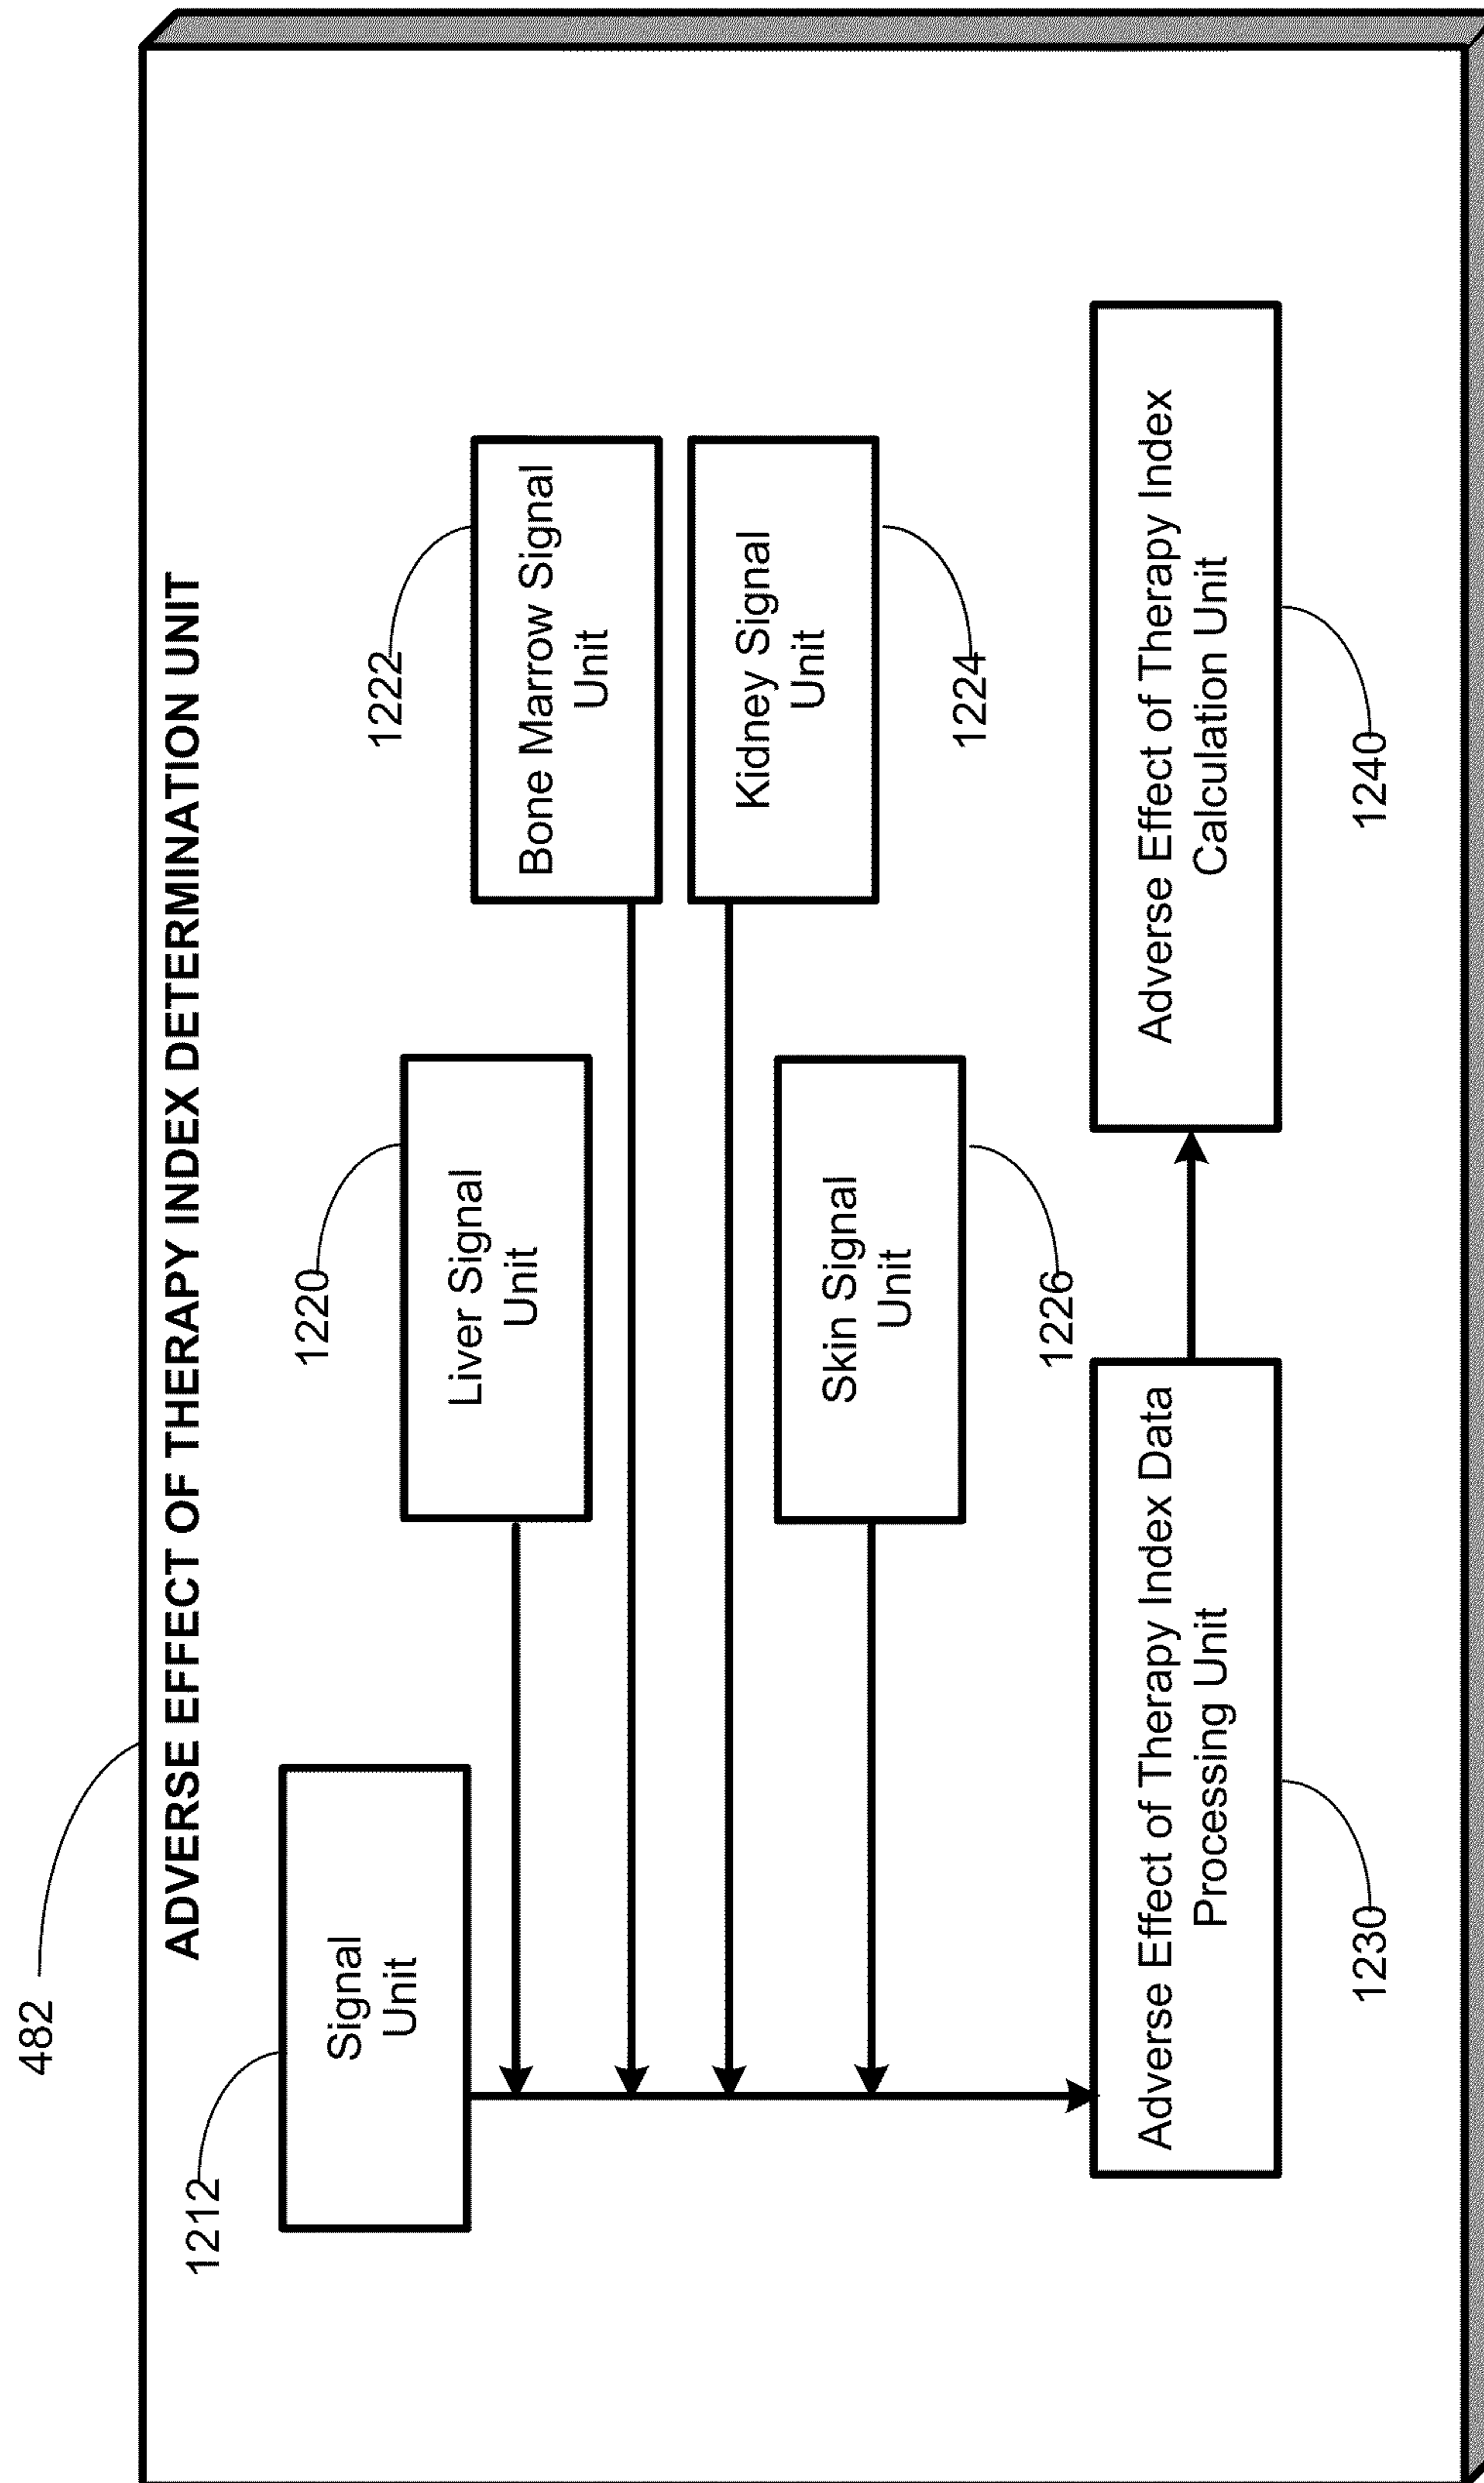 482
ADVERSE EFFECT OF THERAPY INDEX DETERMINATION UNIT
1212
Signal
Unit
1220
Liver Signal
Unit
1222
Bone Marrow Signal
Unit
Kidney Signal
Unit
1224
Skin Signal
Unit
1226
Adverse Effect of Therapy Index Data
Processing Unit
1230
Adverse Effect of Therapy Index
Calculation Unit
1240